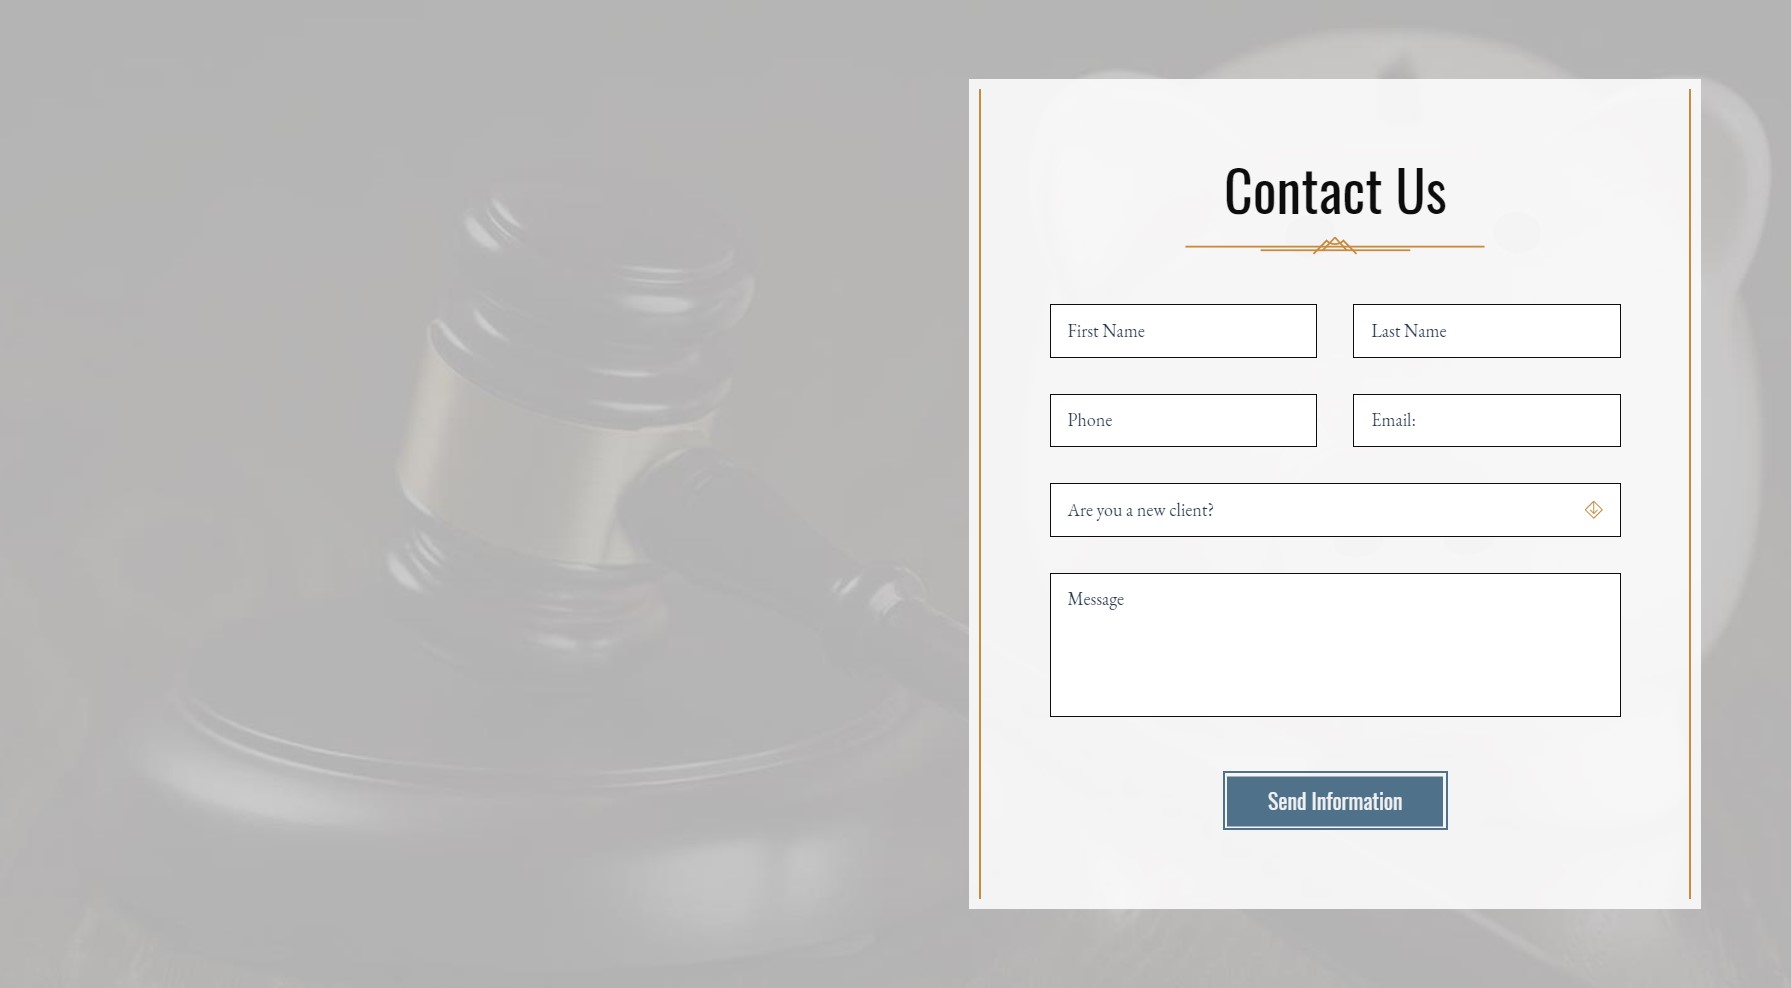 Contact Us
First Name
Last Name
Phone
Email:
Are you a new client?
Message
Send Information